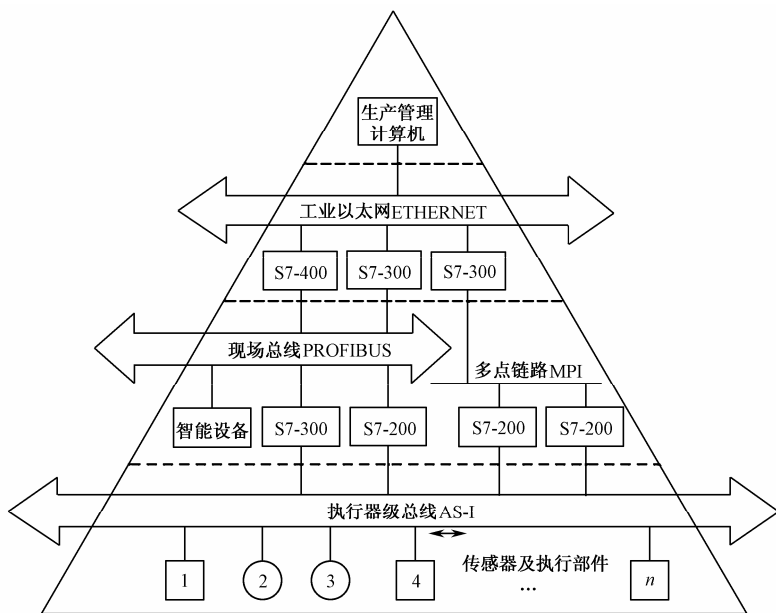 生产管理
计算机
工业以太网ETHERNET
S7-400
S7-300
S7-300
现场总线PROFIBUS
多点链路MPI
智能设备
S7-300
S7-200
S7-200
S7-200
执行器级总线AS-I
1
2
3
4
传感器及执行部件
...
n